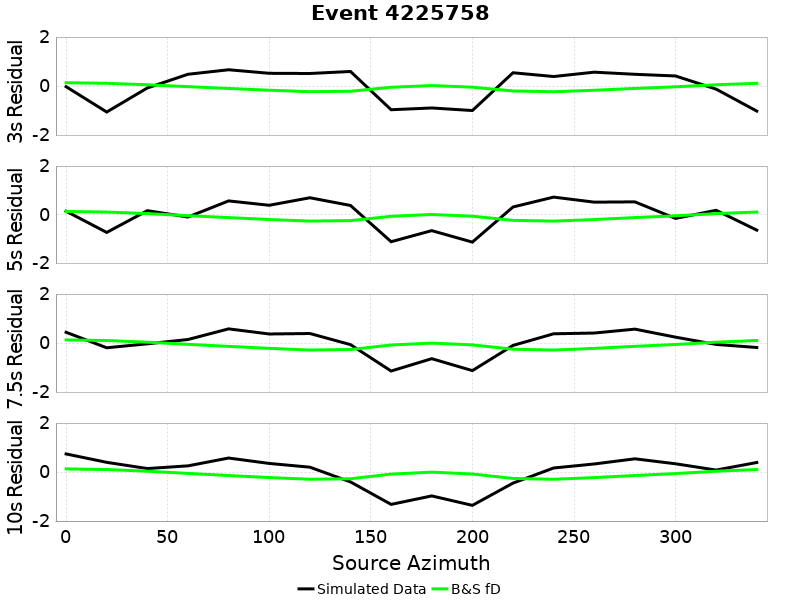 Event 4225758
3s Residual
2
0
-2
5s Residual
2
0
-2
7.5s Residual
2
0
-2
10s Residual
2
0
-2
0 50 100 150 200 250 300
Source Azimuth
Simulated Data B&S fD